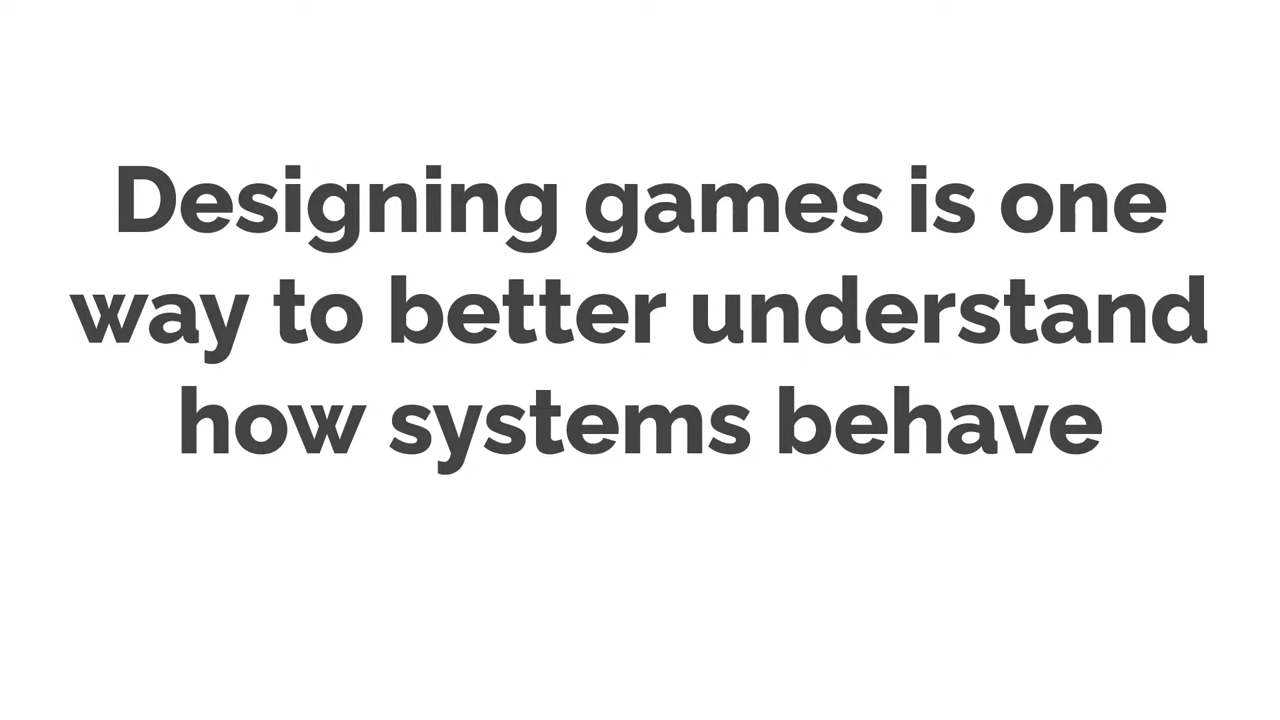 Designing games is one
way to better understand
how systems behave